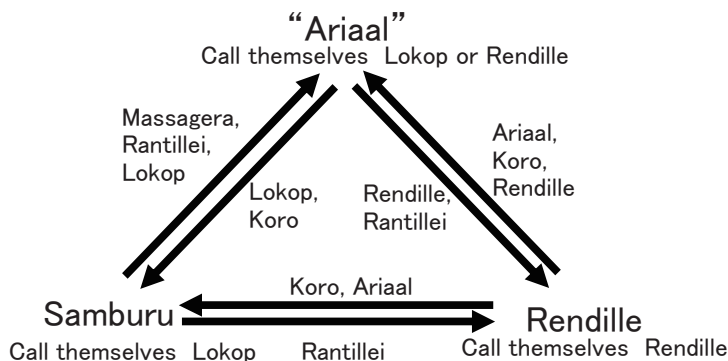 “Ariaal”
Call themselves Lokop or Rendille
Massagera,
Rantillei,
Lokop
Lokop,
Koro
Rendille,
Rantillei
Ariaal,
Koro,
Rendille
Koro, Ariaal
Samburu
Rendille
Call themselves Lokop
Rantillei
Call themselves Rendille